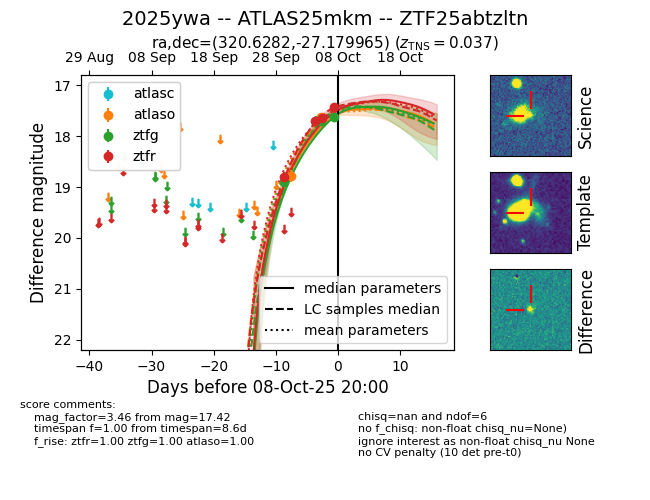 2025ywa -- ATLAS25mkm -- ZTF25abtzltn
ra,dec=(320.6282,-27.179965) (z_TNS = 0.037)
29 Aug 08 Sep 18 Sep 28 Sep 08 Oct 18 Oct
17
18
19
20
21
22
Difference magnitude
atlasc
atlaso
ztfg
ztfr
median parameters
LC samples median
mean parameters
−40 −30 −20 −10 0 10
Days before 08-Oct-25 20:00
Science
Template
Difference
score comments:
mag_factor=3.46 from mag=17.42
timespan f=1.00 from timespan=8.6d
f_rise: ztfr=1.00 ztfg=1.00 atlaso=1.00
chisq=nan and ndof=6
no f_chisq: non-float chisq_nu=None)
ignore interest as non-float chisq_nu None
no CV penalty (10 det pre-t0)